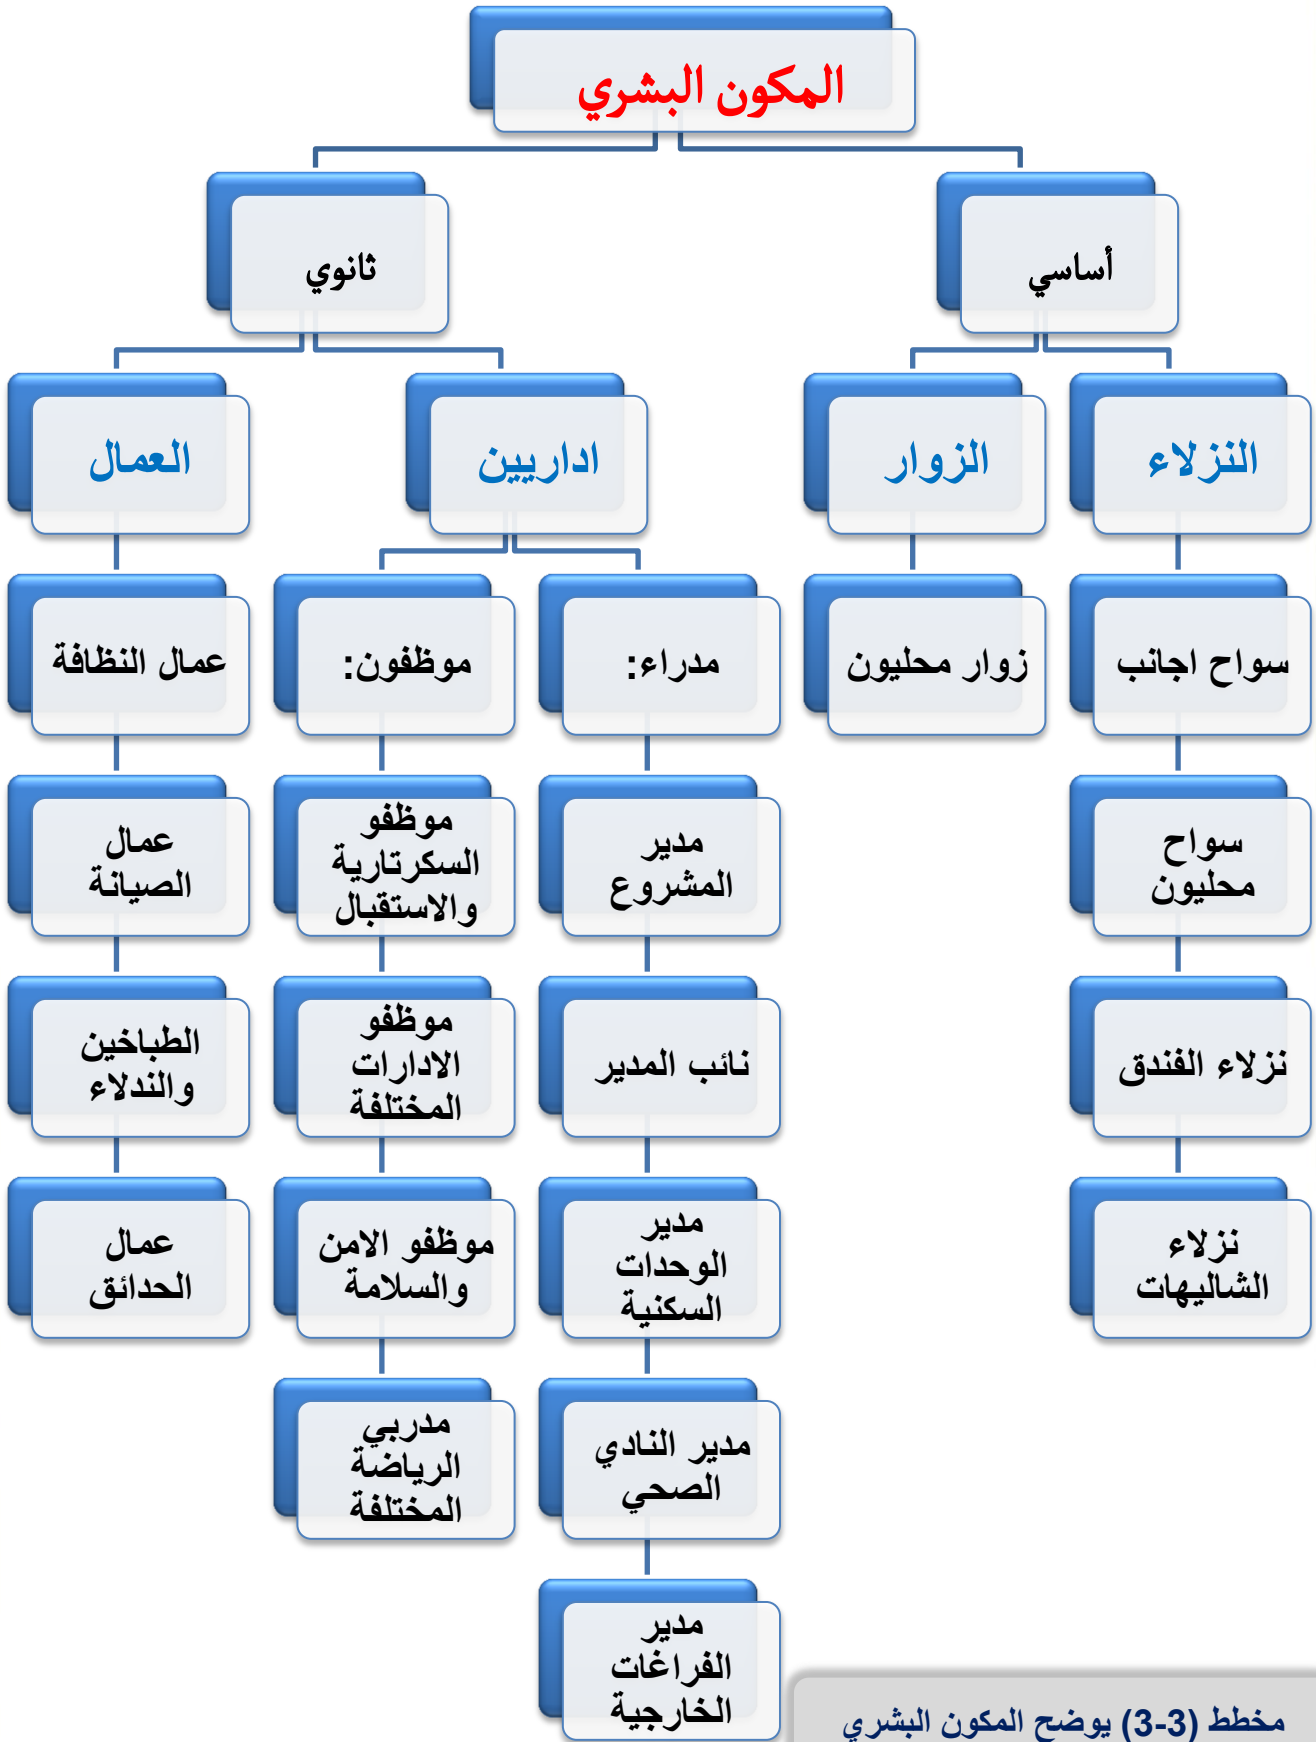 المكون البشري
أساسي
ثانوي
النزلاء
الزوار
اداريين
العمال
سواح اجانب
زوار محليون
مدراء:
موظفون:
عمال النظافة
سواح
محليون
مدير
المشروع
موظفو
السكرتارية
والاستقبال
عمال
الصيانة
نزلاء الفندق
نائب المدير
موظفو
الادارات
المختلفة
الطباخين
والندلاء
نزلاء
الشاليهات
مدير
الوحدات
السكنية
موظفو الامن
والسلامة
عمال
الحدائق
مدير النادي
الصحي
مدربي
الرياضة
المختلفة
مدير
الفراغات
الخارجية
مخطط (3-3) يوضح المكون البشري